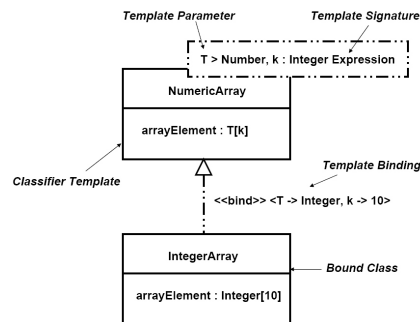 Template Parameter
Template Signature
T > Number, k : Integer Expression
NumericArray
arrayElement : T[k]
Classifier Template
Template Binding
<<bind>> <T -> Integer, k -> 10>
IntegerArray
Bound Class
arrayElement : Integer[10]